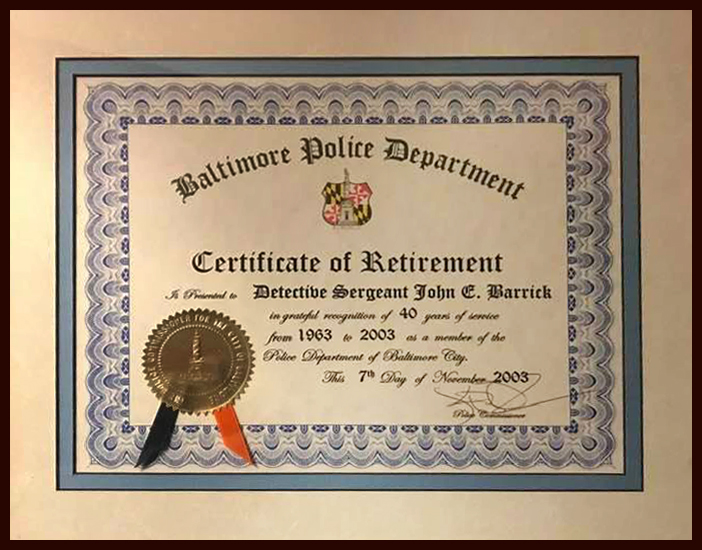 Baltimore Police Department
Certificate of Retirement
Is Presented to Detective Sergeant John E. Barrick
in grateful recognition of 40 years of service
from 1963 to 2003 as a member of the
Police Department of Baltimore City.
This 7th Day of November 2003
Police Commissioner